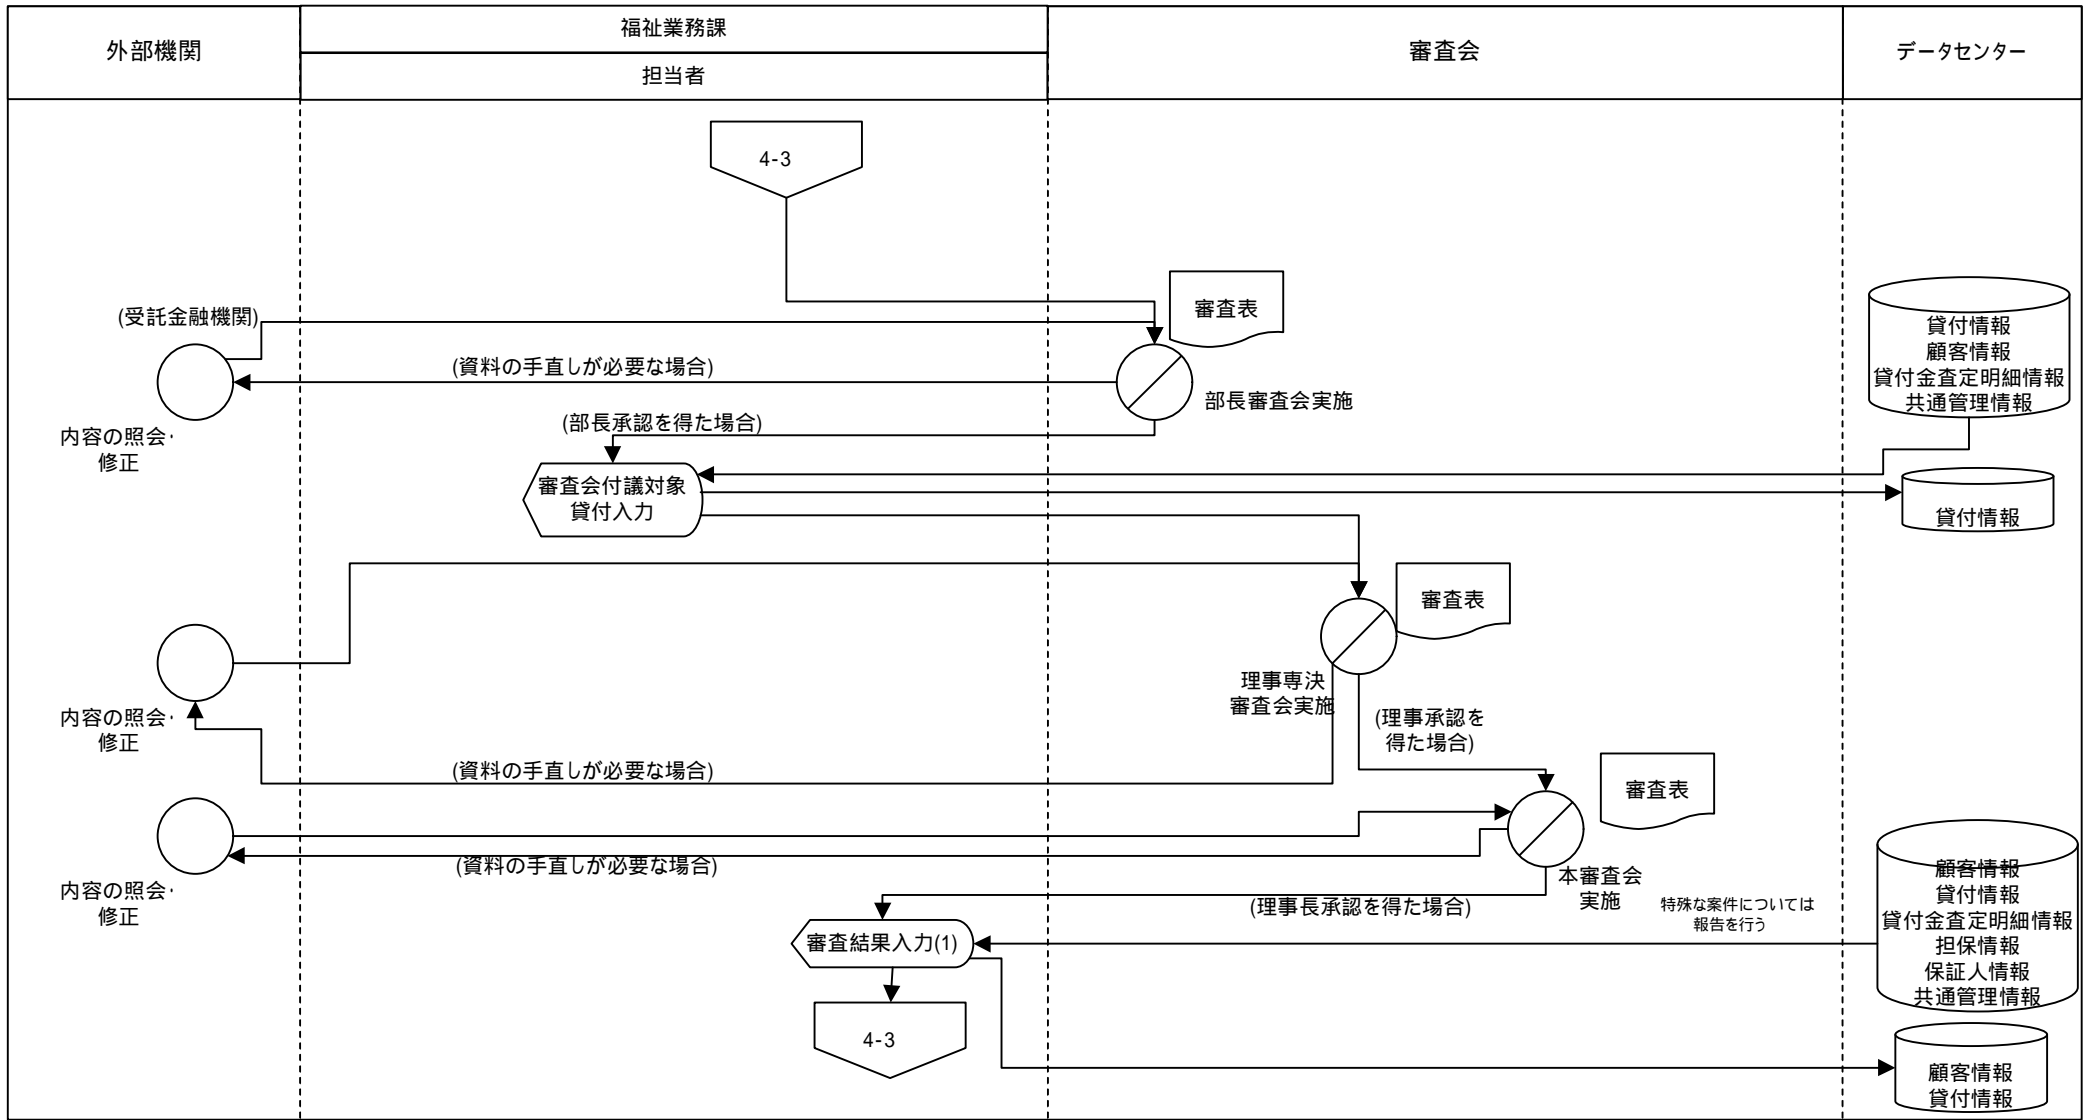 外部機関
福祉業務課
担当者
審査会
データセンター
4-3
(受託金融機関)
審査表
貸付情報
顧客情報
貸付金査定明細情報
共通管理情報
(資料の手直しが必要な場合)
部長審査会実施
内容の照会・
修正
(部長承認を得た場合)
審査会付議対象
貸付入力
貸付情報
審査表
理事専決
審査会実施
内容の照会・
修正
(理事承認を
得た場合)
(資料の手直しが必要な場合)
審査表
(資料の手直しが必要な場合)
内容の照会・
修正
本審査会
実施
(理事長承認を得た場合)
特殊な案件については
報告を行う
顧客情報
貸付情報
貸付金査定明細情報
担保情報
保証人情報
共通管理情報
審査結果入力(1)
4-3
顧客情報
貸付情報